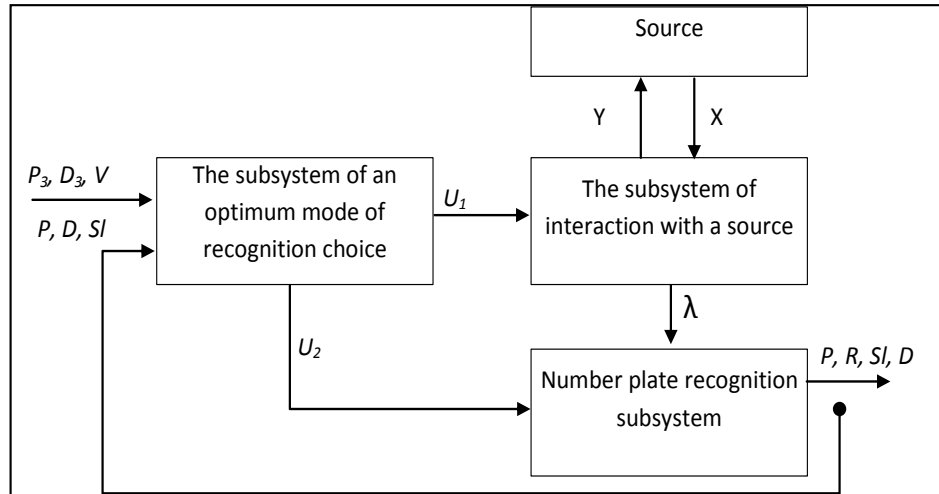 Source
Y
X
P₃, D₃, V
P, D, Sl
The subsystem of an
optimum mode of
recognition choice
U₁
The subsystem of
interaction with a source
U₂
λ
Number plate recognition
subsystem
P, R, Sl, D